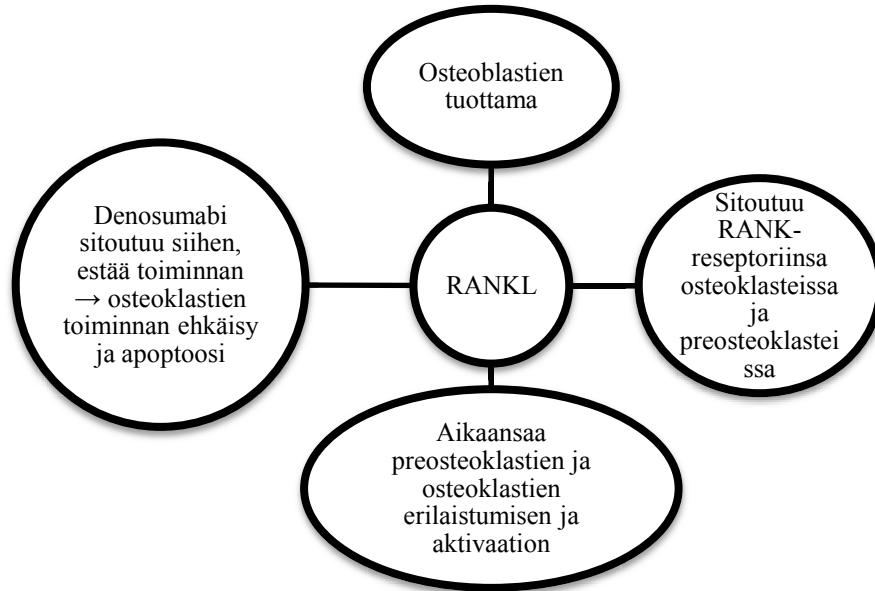 Osteoblastien
tuottama
Denosumabi
sitoutuu siihen,
estää toiminnan
→ osteoklastien
toiminnan ehkäisy
ja apoptoosi
RANKL
Sitoutuu
RANK-
reseptoriinsa
osteoklasteissa
ja
preosteoklastei
ssa
Aikaansaa
preosteoklastien ja
osteoklastien
erilaistumisen ja
aktivaation